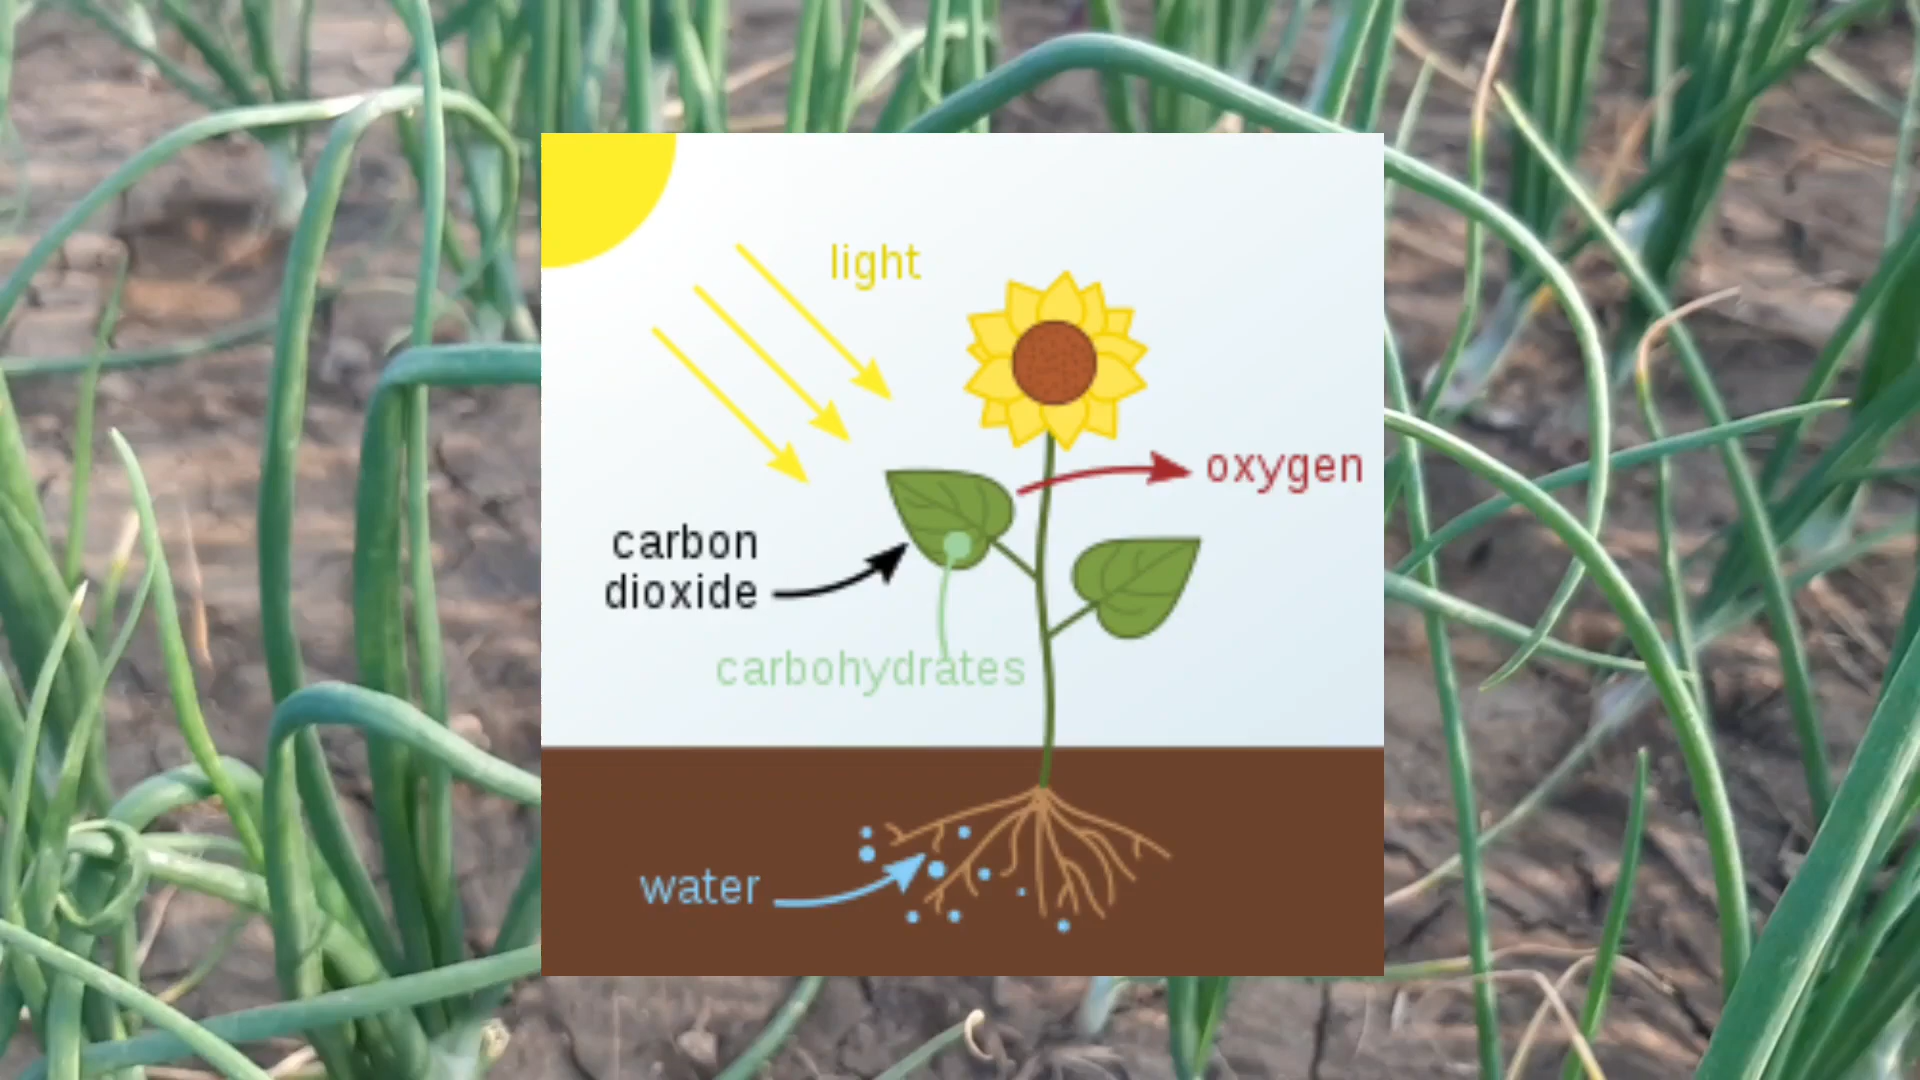 light
oxygen
carbon
dioxide
carbohydrates
water